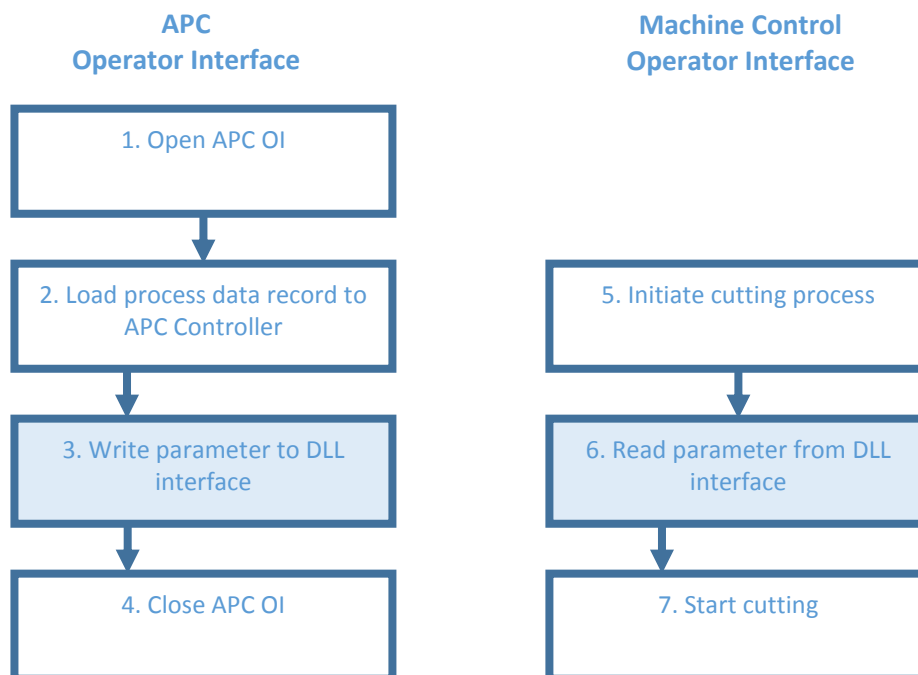 APC
Operator Interface
1. Open APC OI
2. Load process data record to
APC Controller
3. Write parameter to DLL
interface
4. Close APC OI
Machine Control
Operator Interface
5. Initiate cutting process
6. Read parameter from DLL
interface
7. Start cutting